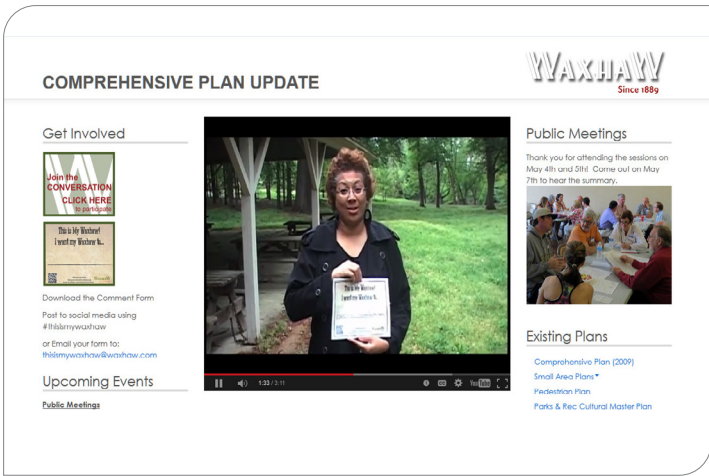 COMPREHENSIVE PLAN UPDATE
WAXHAW
Since 1889
Get Involved
Join the
CONVERSATION
CLICK HERE
to participate
This is My Waxhaw!
I want my Waxhaw to...
Download the Comment Form
Post to social media using
#thisismywaxhaw
or Email your form to:
thisismywaxhaw@waxhaw.com
Upcoming Events
Public Meetings
This is My Waxhaw!
I want my Waxhaw to...
1:33 / 3:11
YouTube
Public Meetings
Thank you for attending the sessions on
May 4th and 5th! Come out on May
7th to hear the summary.
Existing Plans
Comprehensive Plan (2009)
Small Area Plans
Pedestrian Plan
Parks & Rec Cultural Master Plan